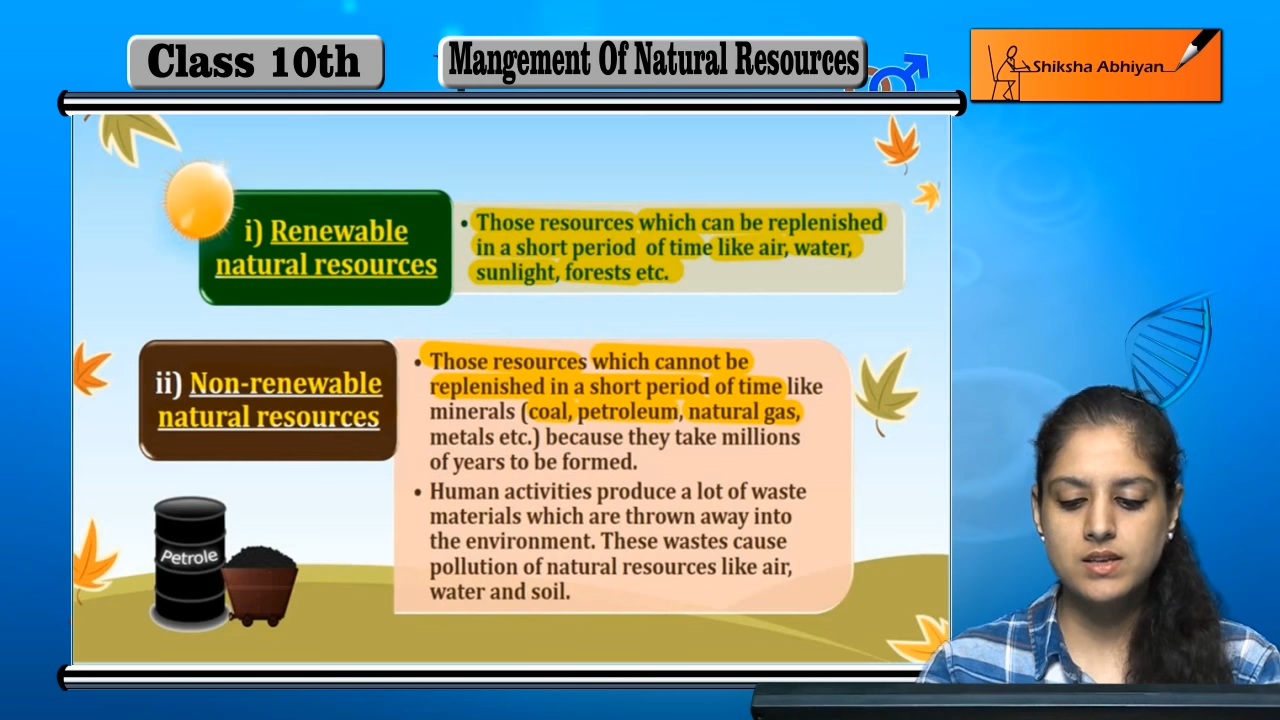 Class 10th
Mangement Of Natural Resources
Shiksha Abhiyan
i) Renewable
natural resources
• Those resources which can be replenished
in a short period of time like air, water,
sunlight, forests etc.
ii) Non-renewable
natural resources
• Those resources which cannot be
replenished in a short period of time like
minerals (coal, petroleum, natural gas,
metals etc.) because they take millions
of years to be formed.
• Human activities produce a lot of waste
materials which are thrown away into
the environment. These wastes cause
pollution of natural resources like air,
water and soil.
Petrole